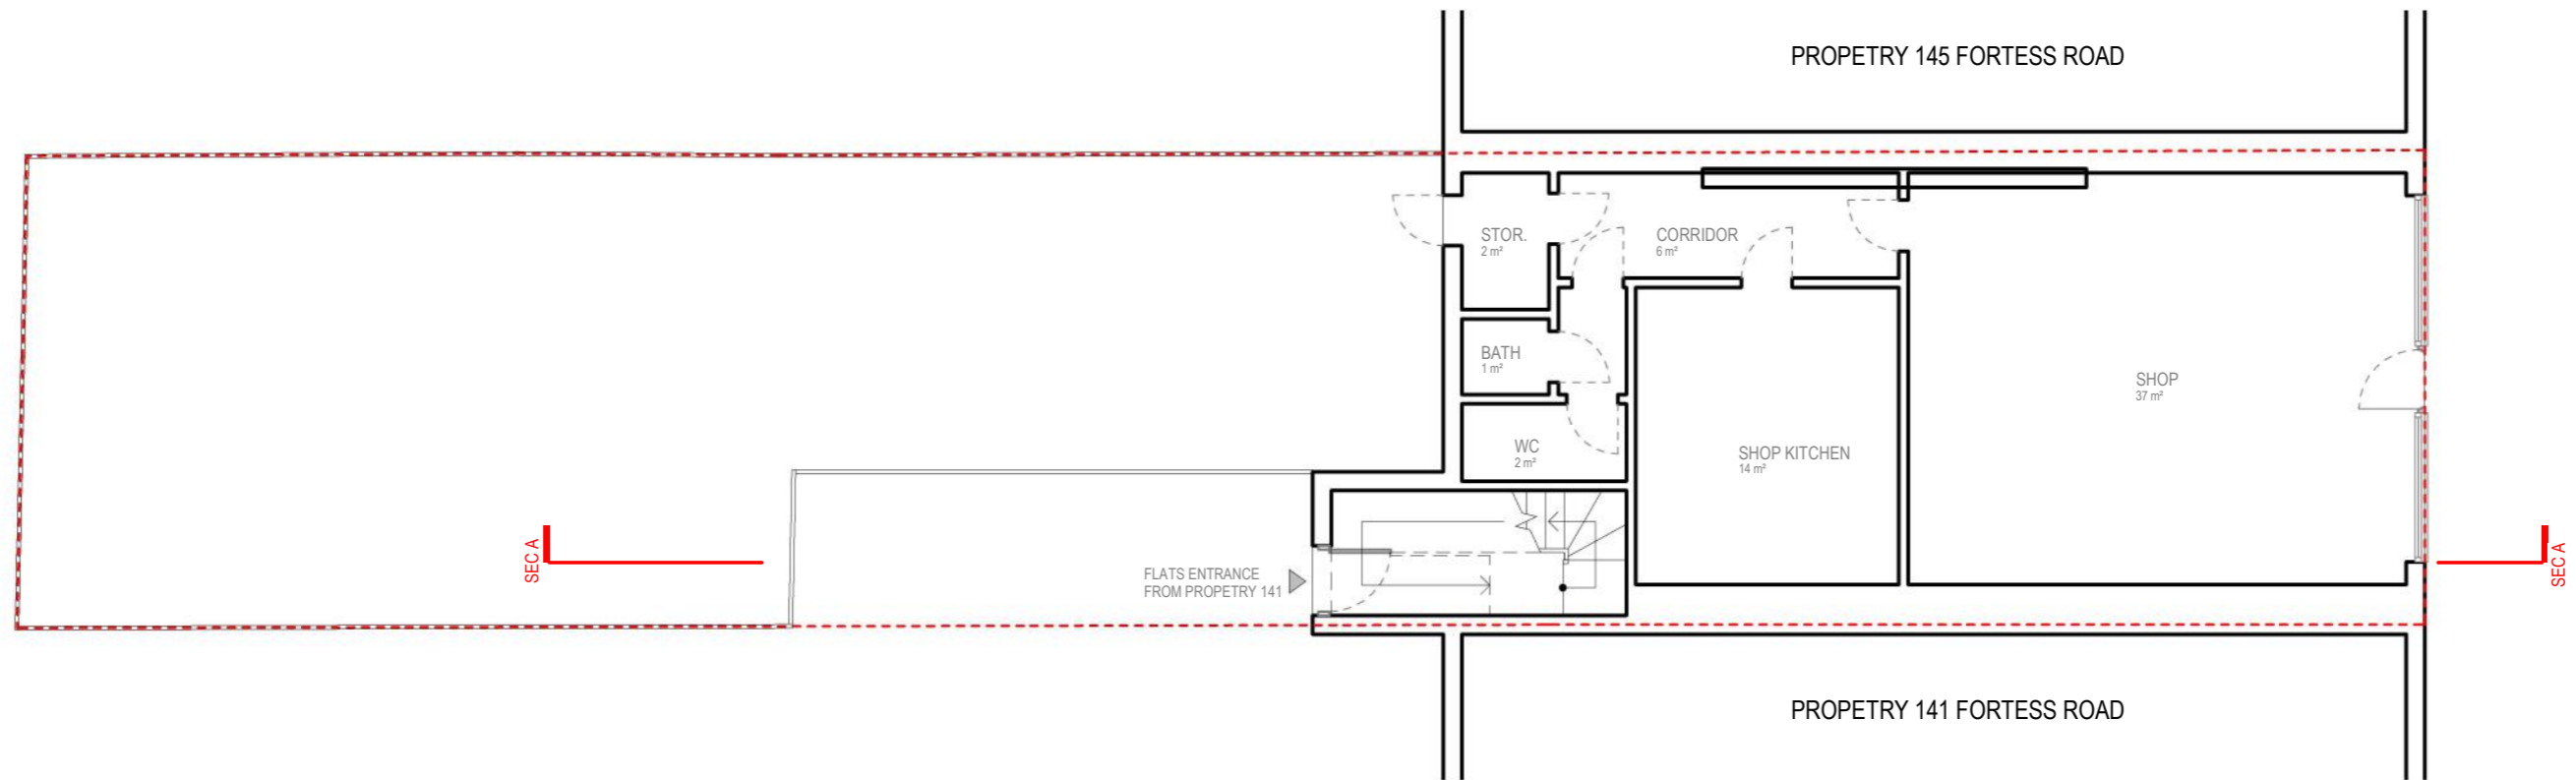 PROPETRY 145 FORTESS ROAD
STOR.
2 m²
CORRIDOR
6 m²
BATH
1 m²
SHOP
37 m²
WC
2 m²
SHOP KITCHEN
14 m²
SEC A
FLATS ENTRANCE
FROM PROPETRY 141
SEC A
PROPETRY 141 FORTESS ROAD